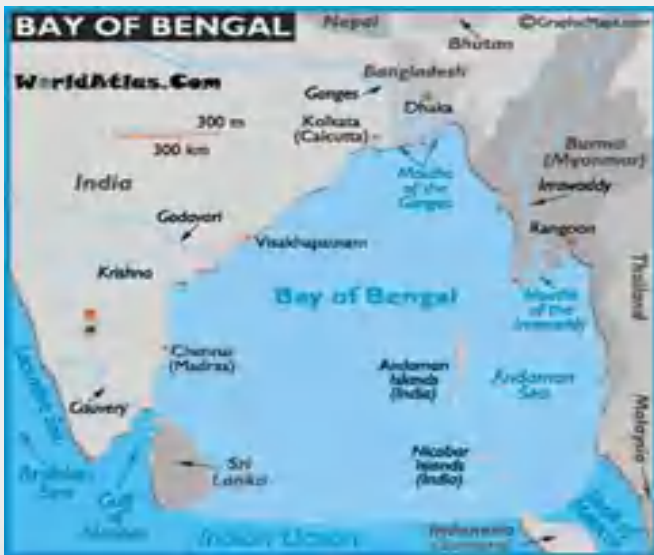 BAY OF BENGAL
Nepal
©GraphicMaps.com
Bhutan
WorldAtlas.Com
Bangladesh
Ganges
Dhaka
300 m
Kolkata
(Calcutta)
300 km
Burma
(Myanmar)
India
Mouths
of the
Ganges
Irrawaddy
Godavari
Rangoon
Visakhapatnam
Krishna
Bay of Bengal
Mouths
of the
Irrawaddy
Thailand
Chennai
(Madras)
Andaman
Islands
(India)
Andaman
Sea
Laccadive Sea
Cauvery
Malaysia
Arabian
Sea
Gulf
of
Mannar
Sri
Lanka
Nicobar
Islands
(India)
Indian Ocean
Indonesia